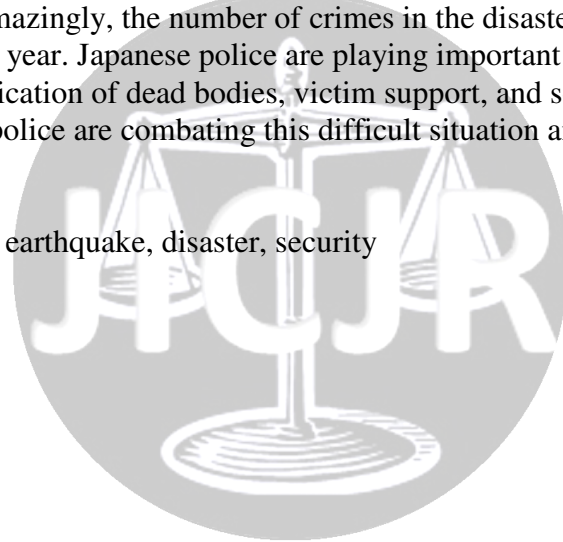 mazingly, the number of crimes in the disaste
year. Japanese police are playing important
ication of dead bodies, victim support, and s
police are combating this difficult situation a
earthquake, disaster, security
JICJR